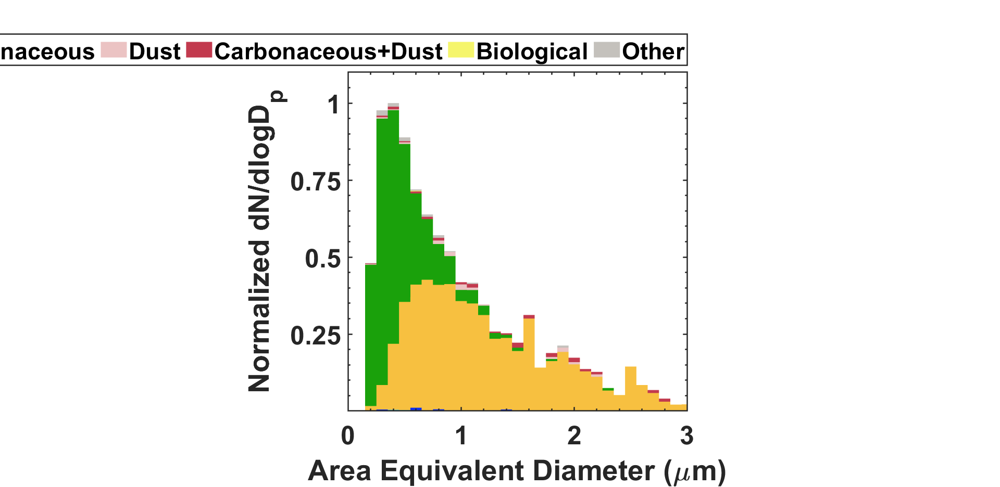 naceous Dust Carbonaceous+Dust Biological Other
Normalized dN/dlogDp
1
0.75
0.5
0.25
0 1 2 3
Area Equivalent Diameter (μm)